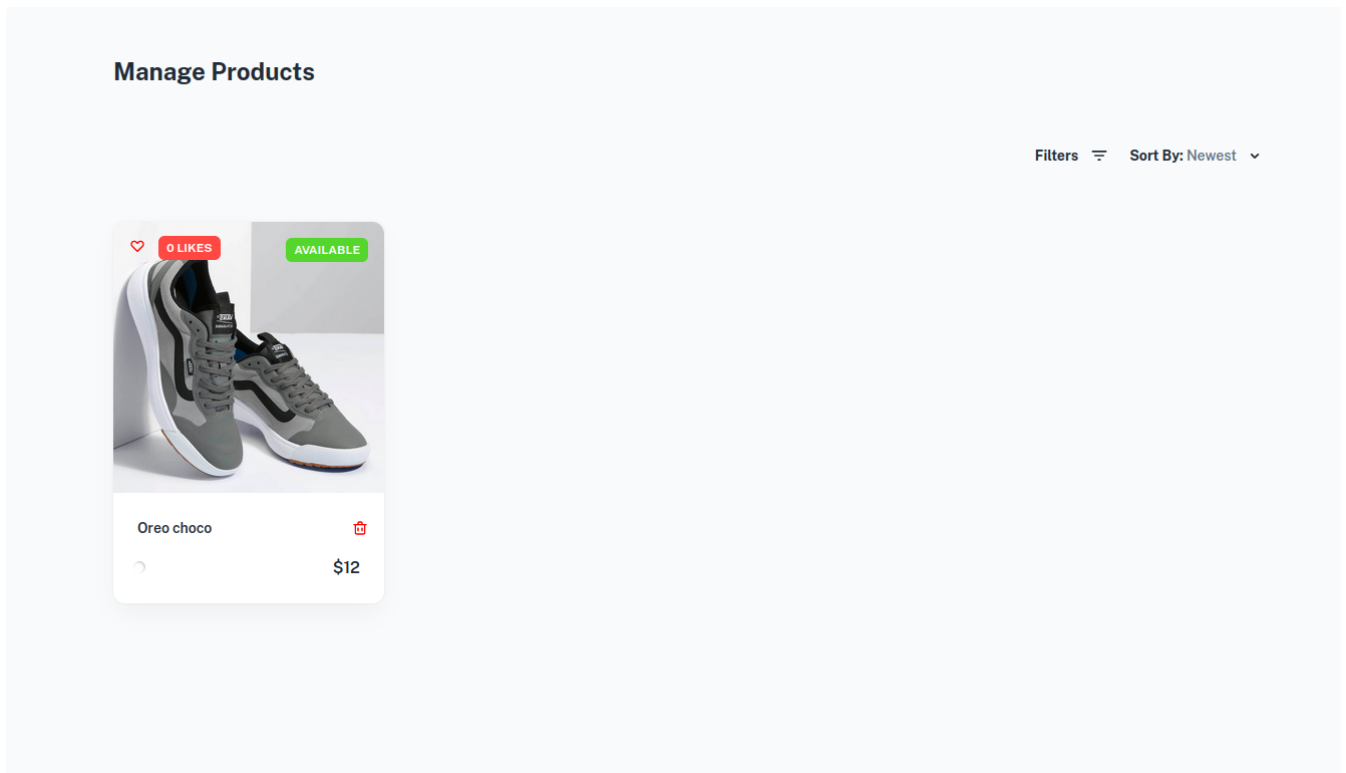 Manage Products
Filters
Sort By: Newest
0 LIKES
AVAILABLE
Oreo choco
$12